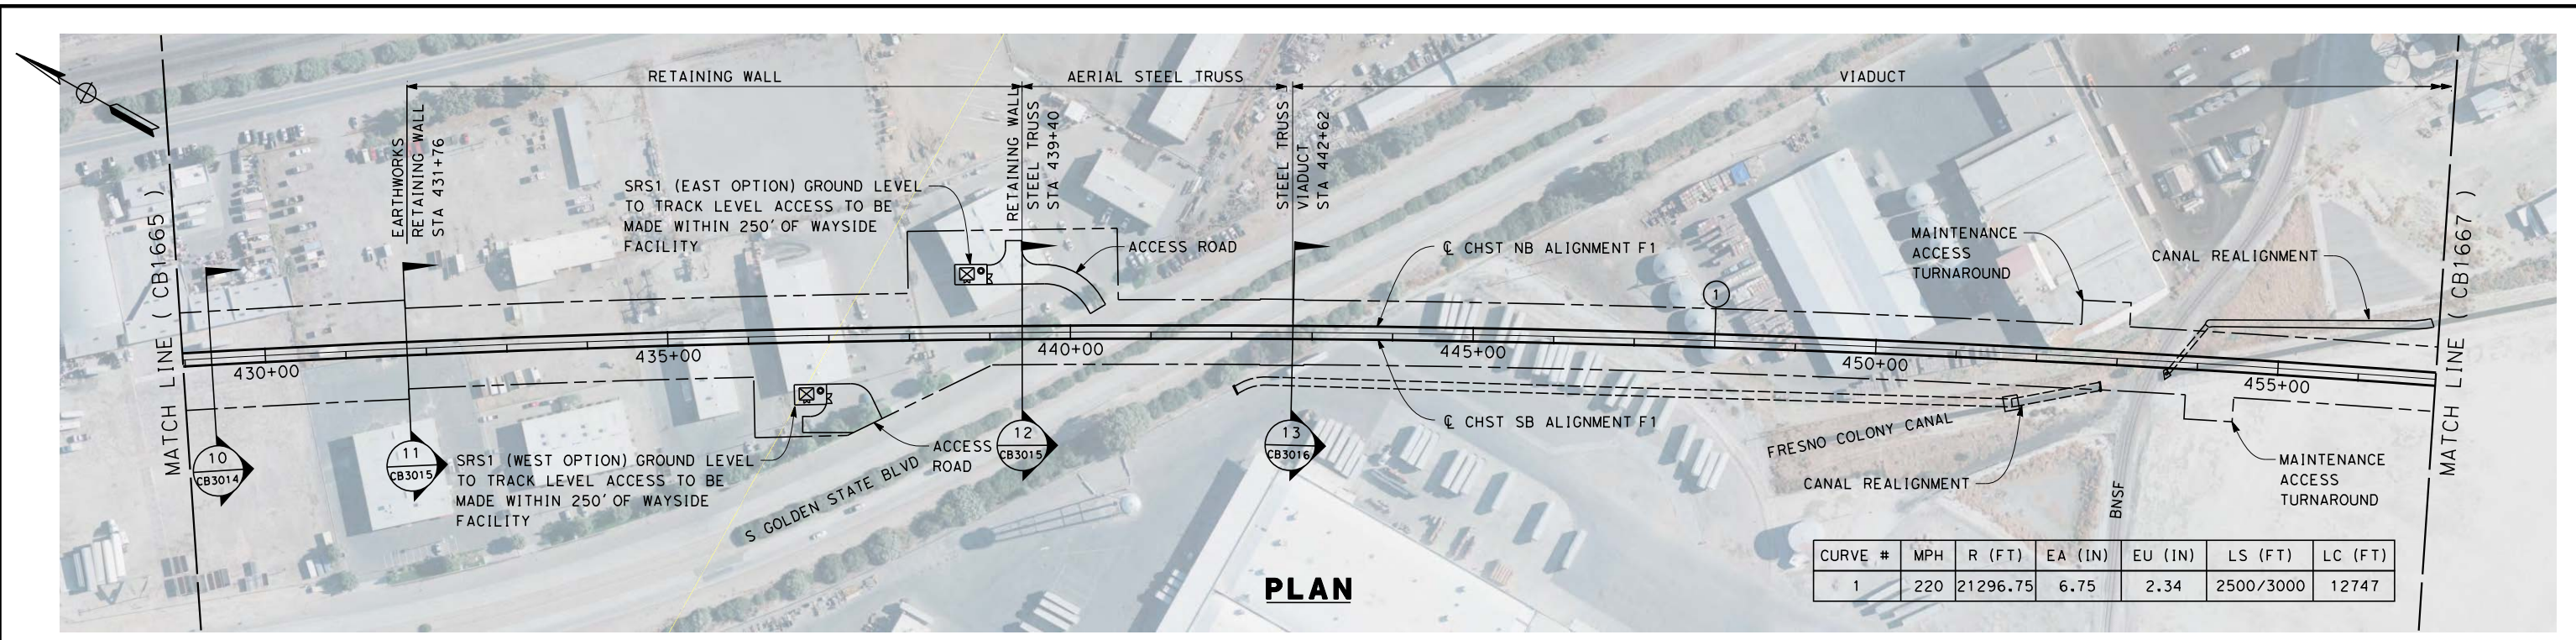 RETAINING WALL
AERIAL STEEL TRUSS
VIADUCT
MATCH LINE ( CB1665 )
EARTHWORKS
RETAINING WALL
STA 431+76
SRS1 (EAST OPTION) GROUND LEVEL
TO TRACK LEVEL ACCESS TO BE
MADE WITHIN 250' OF WAYSIDE
FACILITY
RETAINING WALL
STEEL TRUSS
STA 439+40
ACCESS ROAD
STEEL TRUSS
VIADUCT
STA 442+62
℄ CHST NB ALIGNMENT F1
1
MAINTENANCE
ACCESS
TURNAROUND
CANAL REALIGNMENT
MATCH LINE ( CB1667 )
430+00
435+00
440+00
445+00
450+00
455+00
10
CB3014
11
CB3015
SRS1 (WEST OPTION) GROUND LEVEL
TO TRACK LEVEL ACCESS TO BE
MADE WITHIN 250' OF WAYSIDE
FACILITY
ACCESS
ROAD
S GOLDEN STATE BLVD
12
CB3015
13
CB3016
℄ CHST SB ALIGNMENT F1
FRESNO COLONY CANAL
CANAL REALIGNMENT
BNSF
MAINTENANCE
ACCESS
TURNAROUND
PLAN
CURVE # MPH R (FT) EA (IN) EU (IN) LS (FT) LC (FT)
1 220 21296.75 6.75 2.34 2500/3000 12747